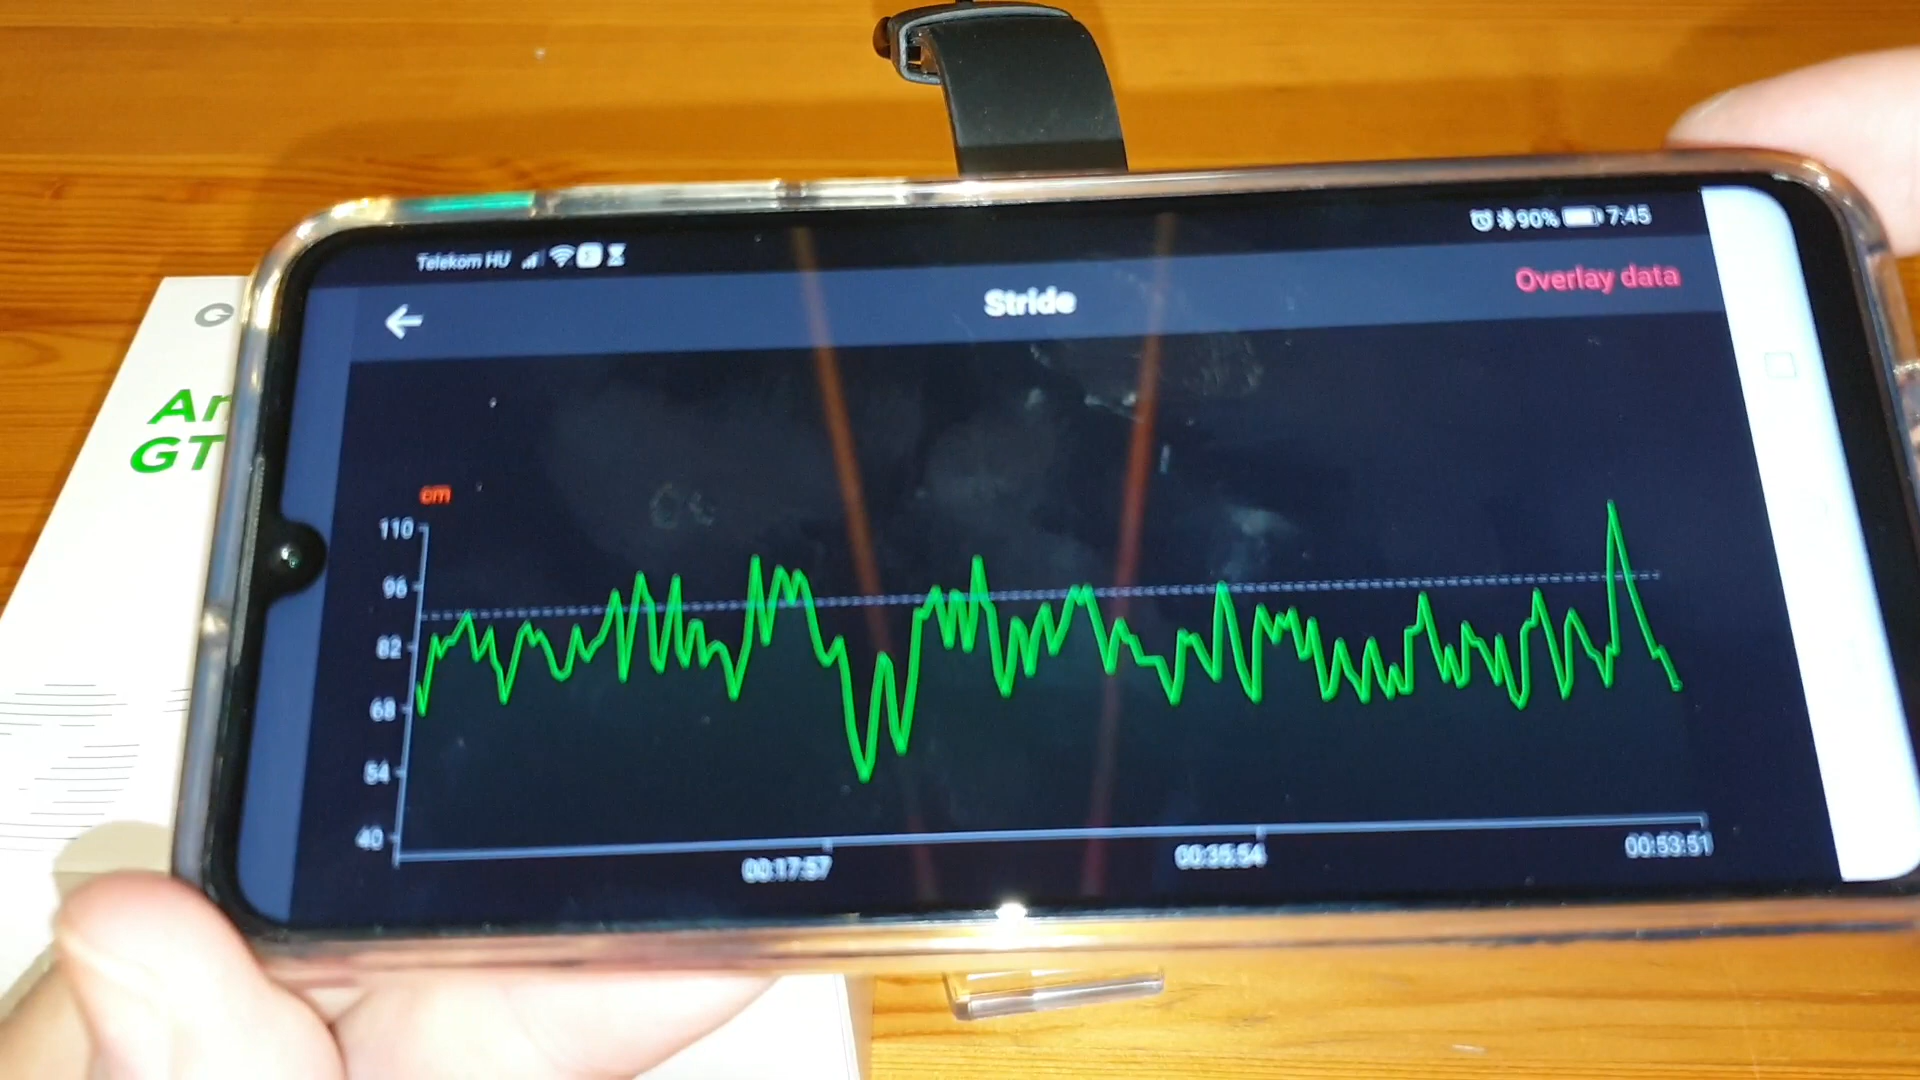 Telekom HU
90% 7:45
Stride
Overlay data
G
Am
GT
cm
110
96
82
68
54
40
00:17:57
00:35:54
00:53:51